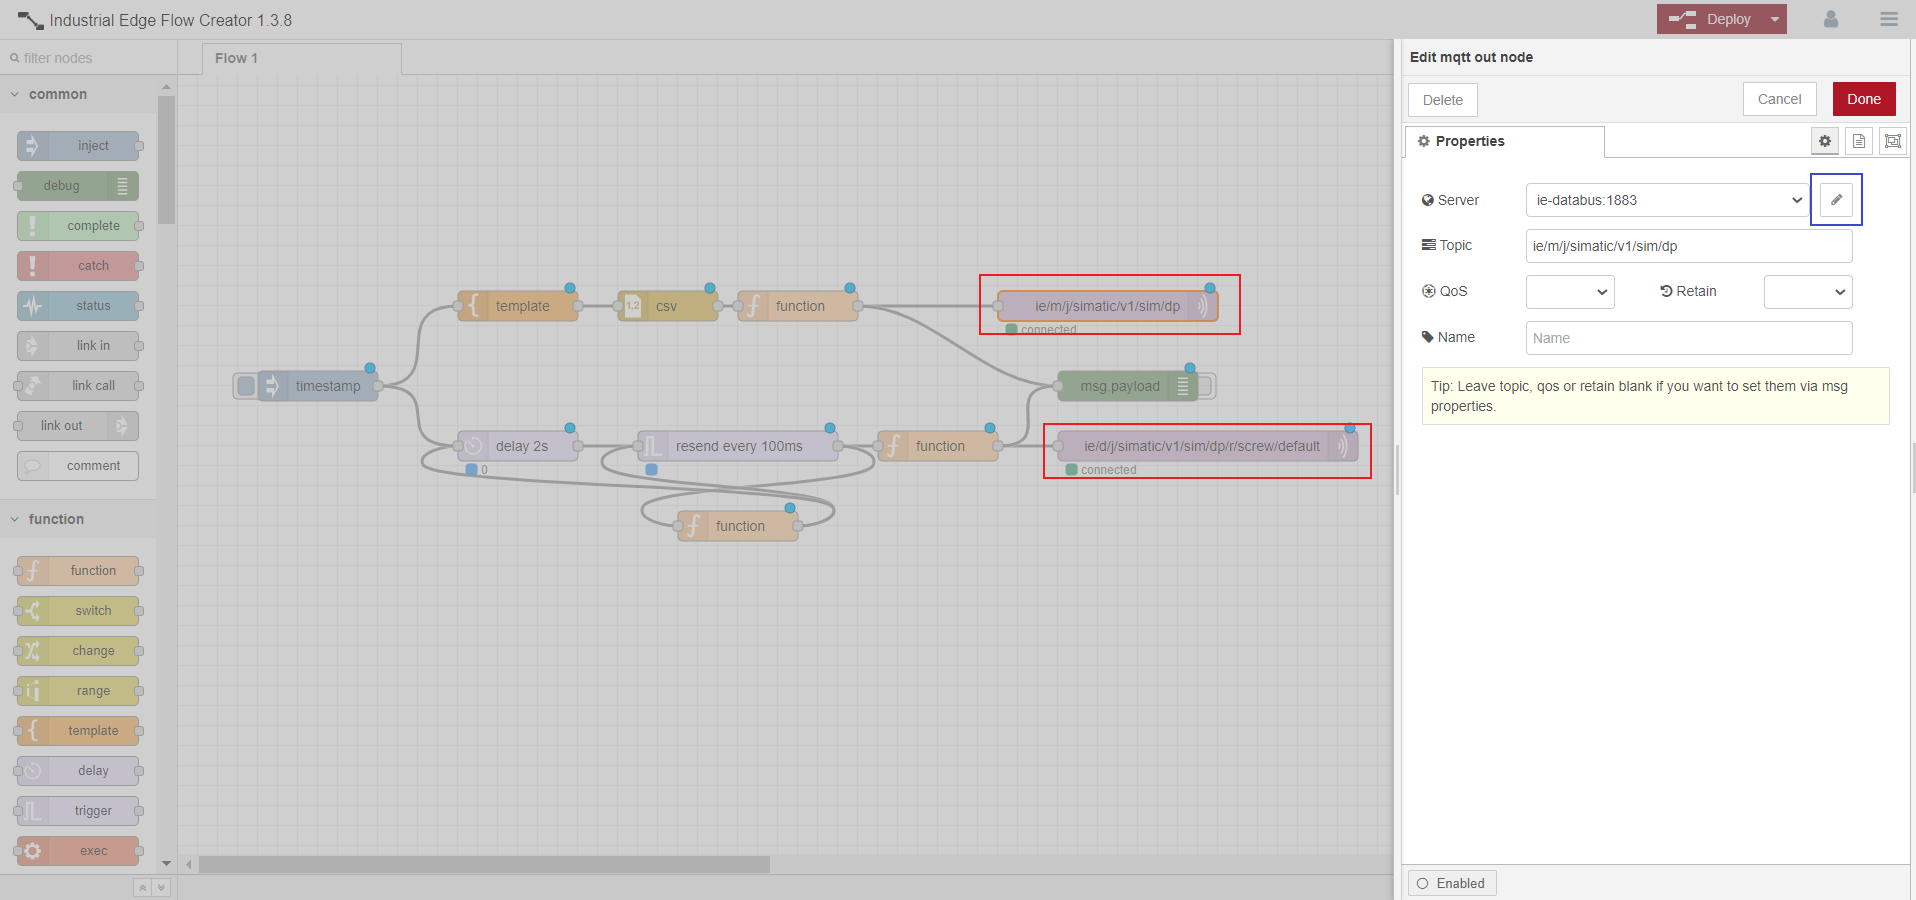 Industrial Edge Flow Creator 1.3.8
Deploy
filter nodes
common
inject
debug
complete
catch
status
link in
link call
link out
comment
function
function
switch
change
range
template
delay
trigger
exec
Flow 1
template
1,2
csv
function
ie/m/j/simatic/v1/sim/dp
connected
timestamp
msg.payload
delay 2s
0
resend every 100ms
function
ie/d/j/simatic/v1/sim/dp/r/screw/default
connected
function
Edit mqtt out node
Delete
Cancel
Done
Properties
Server
ie-databus:1883
Topic
ie/m/j/simatic/v1/sim/dp
QoS
Retain
Name
Name
Tip: Leave topic, qos or retain blank if you want to set them via msg
properties.
Enabled